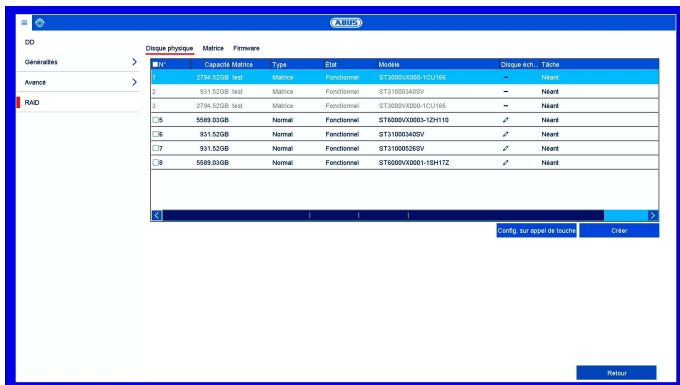 ABUS
DD
Généralités
Avancé
RAID
Disque physique Matrice Firmware
N° Capacité Matrice Type État Modèle Disque éch... Tâche
1 2794.52GB test Matrice Fonctionnel ST3000VX000-1CU166 – Néant
2 931.52GB test Matrice Fonctionnel ST31000340SV – Néant
3 2794.52GB test Matrice Fonctionnel ST3000VX000-1CU166 – Néant
5 5589.03GB Normal Fonctionnel ST6000VX0003-1ZH110 Néant
6 931.52GB Normal Fonctionnel ST31000340SV Néant
7 931.52GB Normal Fonctionnel ST31000526SV Néant
8 5589.03GB Normal Fonctionnel ST6000VX0001-1SH17Z Néant
Config. sur appel de touche Créer
Retour